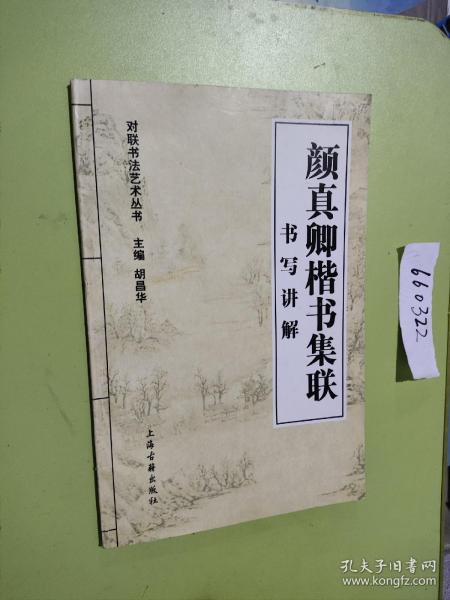 颜真卿楷书集联
书写讲解
对联书法艺术丛书
主编 胡昌华
上海古籍出版社
660322
孔夫子旧书网
www.kongfz.com